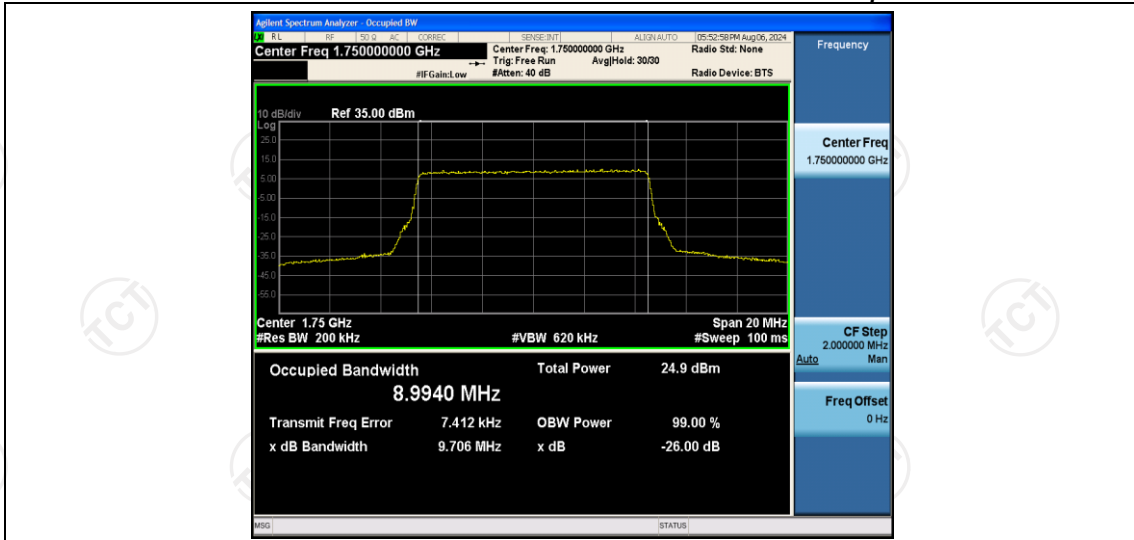 Agilent Spectrum Analyzer - Occupied BW
LXI RL RF 50 Ω AC CORREC SENSE:INT ALIGN AUTO 05:52:58 PM Aug 06, 2024
Center Freq 1.750000000 GHz
Center Freq: 1.750000000 GHz Radio Std: None
Trig: Free Run Avg|Hold: 30/30
#IFGain:Low #Atten: 40 dB Radio Device: BTS
Frequency
10 dB/div Ref 35.00 dBm
Log
25.0
15.0
5.00
-5.00
-15.0
-25.0
-35.0
-45.0
-55.0
Center 1.75 GHz Span 20 MHz
#Res BW 200 kHz #VBW 620 kHz #Sweep 100 ms
Center Freq
1.750000000 GHz
CF Step
2.000000 MHz
Auto Man
Freq Offset
0 Hz
Occupied Bandwidth Total Power 24.9 dBm
8.9940 MHz
Transmit Freq Error 7.412 kHz OBW Power 99.00 %
x dB Bandwidth 9.706 MHz x dB -26.00 dB
MSG STATUS
TCT
TCT